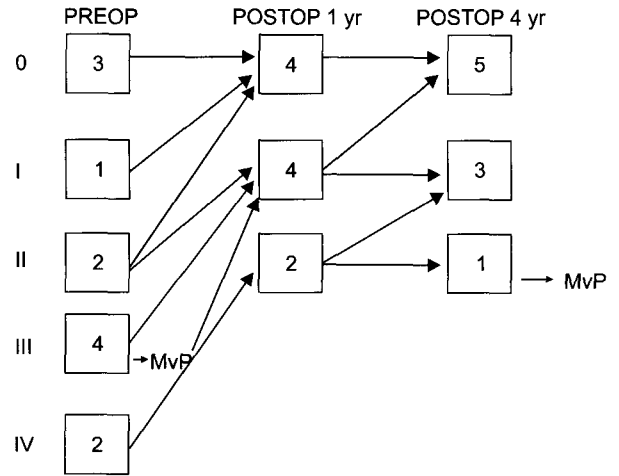 PREOP POSTOP 1 yr POSTOP 4 yr
0 3 4 5
I 1 4 3
II 2 2 1 MvP
III 4 MvP
IV 2